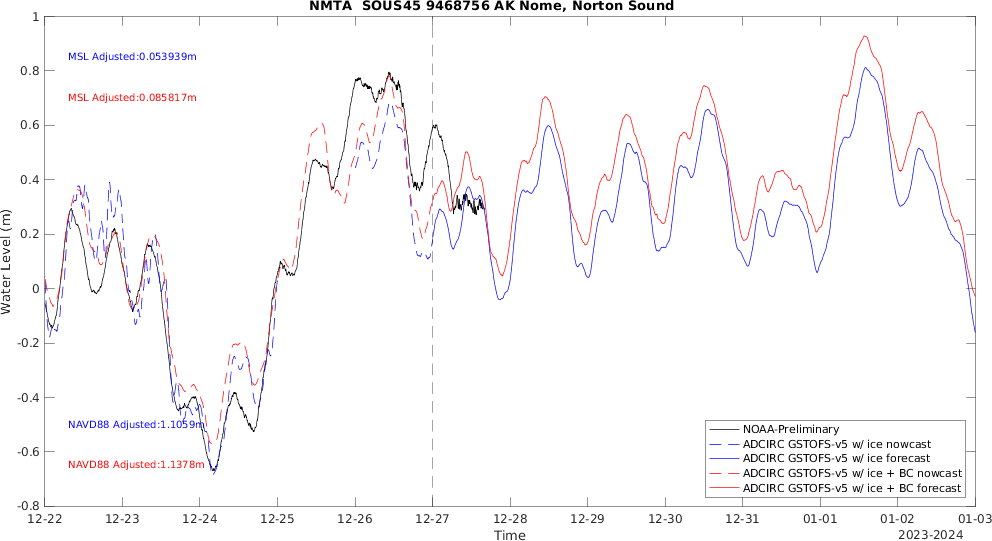 NMTA  SOUS45 9468756 AK Nome, Norton Sound
1
0.8
0.6
0.4
0.2
0
-0.2
-0.4
-0.6
-0.8
Water Level (m)
MSL Adjusted:0.053939m
MSL Adjusted:0.085817m
NAVD88 Adjusted:1.1059m
NAVD88 Adjusted:1.1378m
NOAA-Preliminary
ADCIRC GSTOFS-v5 w/ ice nowcast
ADCIRC GSTOFS-v5 w/ ice forecast
ADCIRC GSTOFS-v5 w/ ice + BC nowcast
ADCIRC GSTOFS-v5 w/ ice + BC forecast
12-22 12-23 12-24 12-25 12-26 12-27 12-28 12-29 12-30 12-31 01-01 01-02 01-03
Time
2023-2024